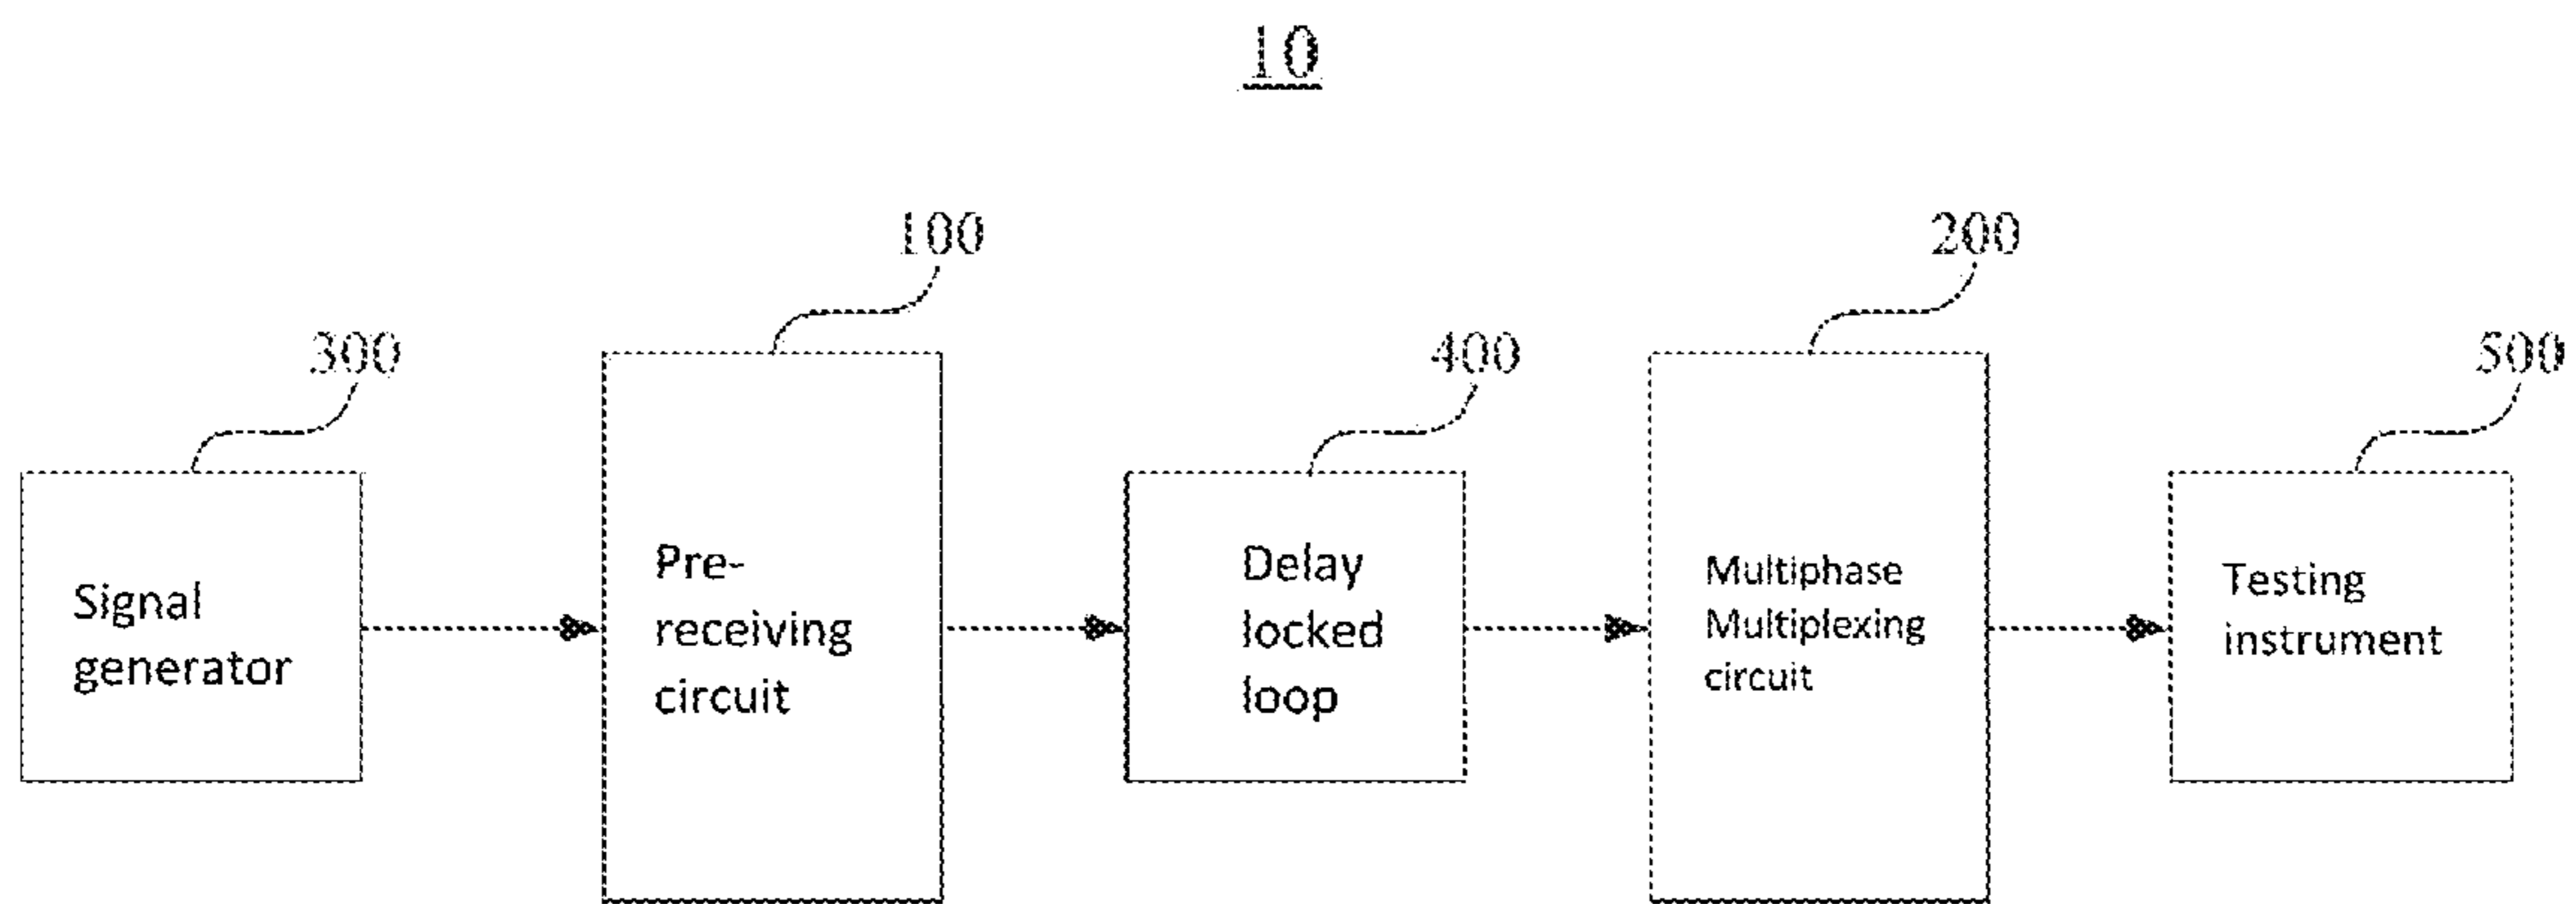 10
100
200
300
400
500
Signal
generator
Pre-
receiving
circuit
Delay
locked
loop
Multiphase
Multiplexing
circuit
Testing
instrument